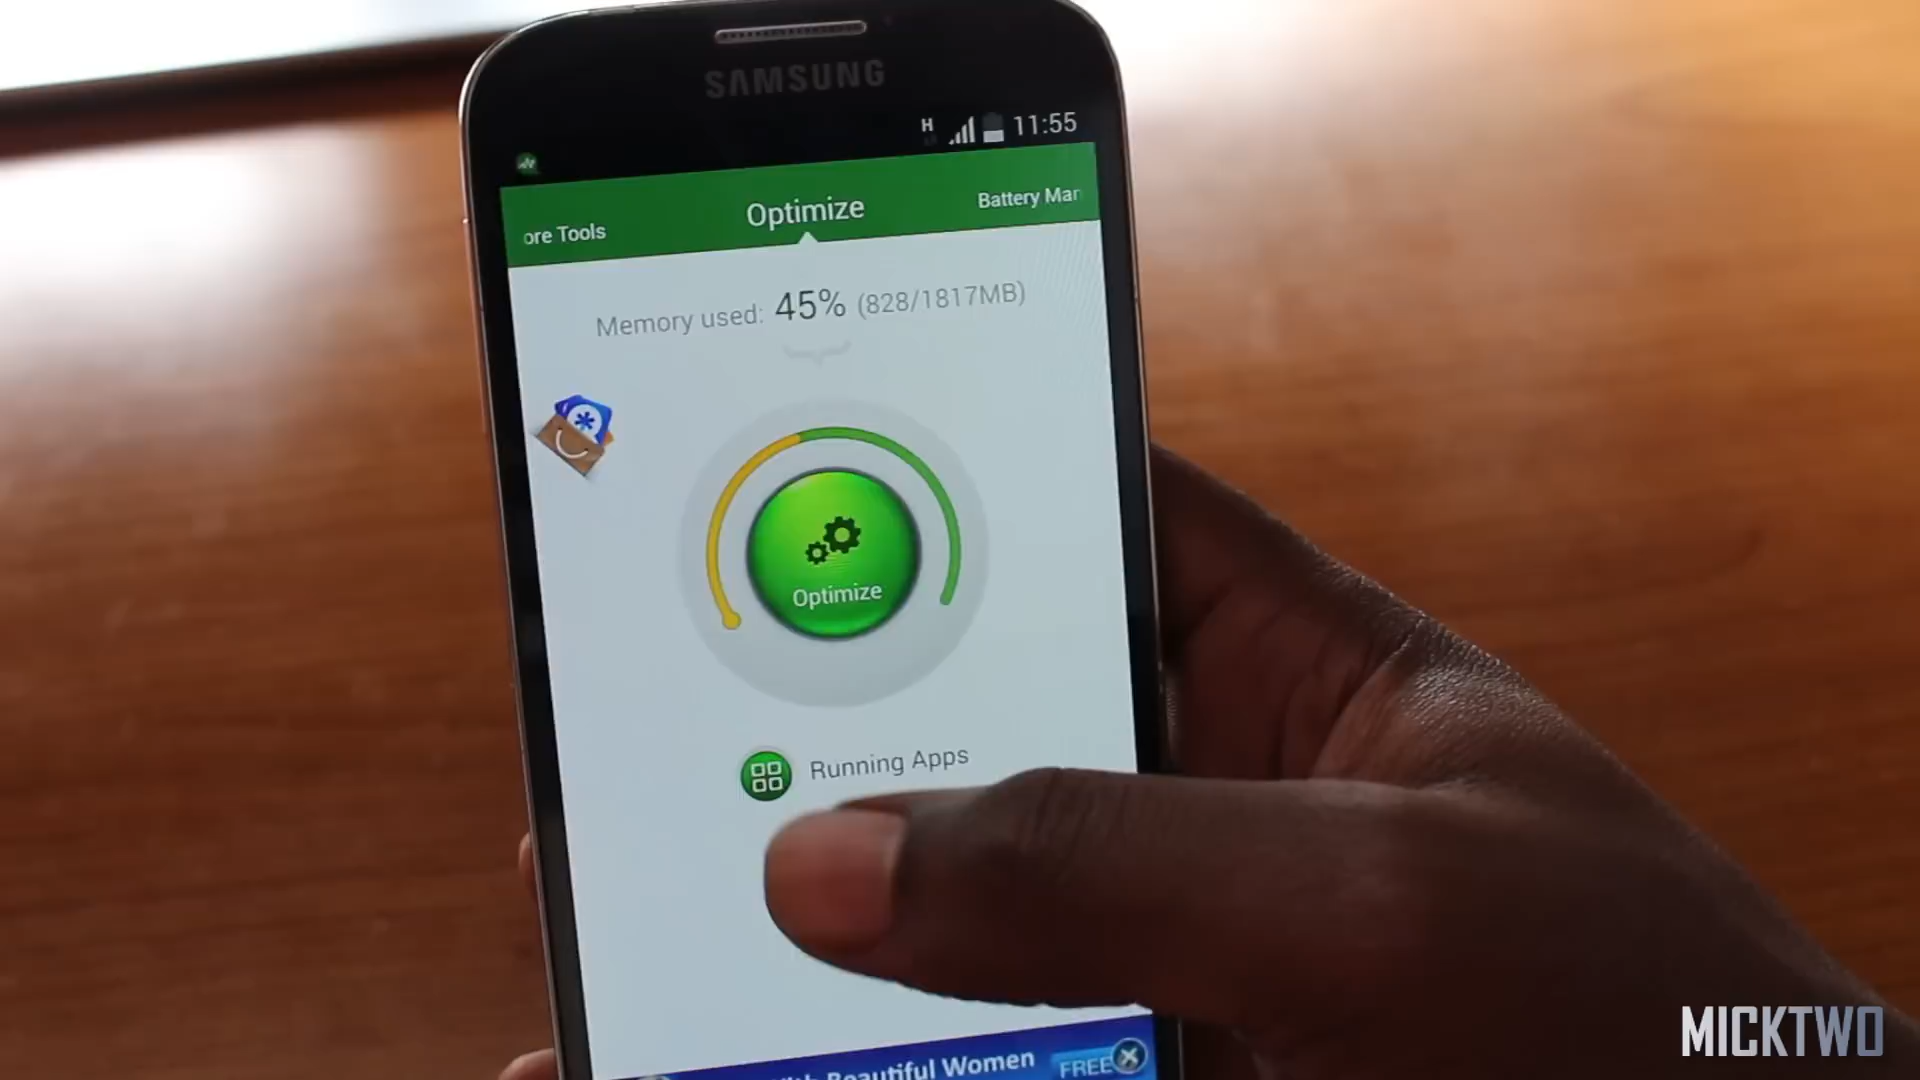 SAMSUNG
H
11:55
ore Tools
Optimize
Battery Man
Memory used: 45% (828/1817MB)
Optimize
Running Apps
Beautiful Women
FREE
MICKTWO